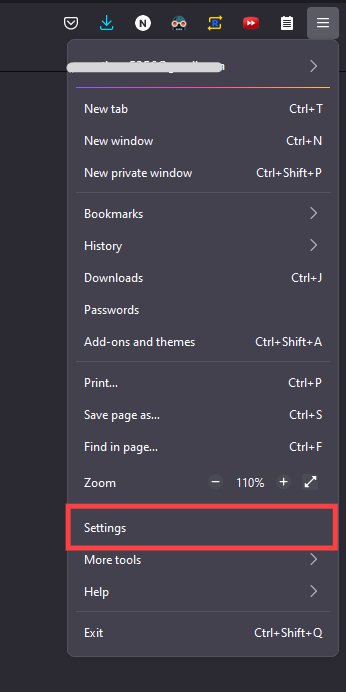 N
New tab Ctrl+T
New window Ctrl+N
New private window Ctrl+Shift+P
Bookmarks
History
Downloads Ctrl+J
Passwords
Add-ons and themes Ctrl+Shift+A
Print... Ctrl+P
Save page as... Ctrl+S
Find in page... Ctrl+F
Zoom − 110% +
Settings
More tools
Help
Exit Ctrl+Shift+Q